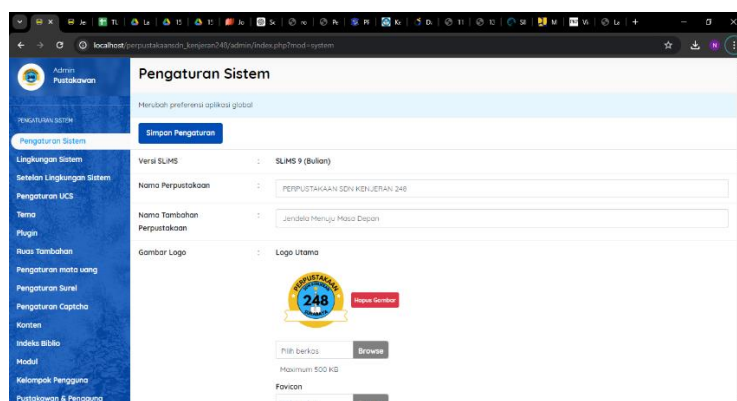 localhost/perpustakaansdn_kenjeran248/admin/index.php?mod=system
Admin
Pustakawan
PENGATURAN SISTEM
Pengaturan Sistem
Lingkungan Sistem
Setelan Lingkungan Sistem
Pengaturan UCS
Tema
Plugin
Ruas Tambahan
Pengaturan mata uang
Pengaturan Surel
Pengaturan Captcha
Konten
Indeks Biblio
Modul
Kelompok Pengguna
Pustakawan & Pengguna
Pengaturan Sistem
Merubah preferensi aplikasi global
Simpan Pengaturan
Versi SLiMS : SLiMS 9 (Bulian)
Nama Perpustakaan : PERPUSTAKAAN SDN KENJERAN 248
Nama Tambahan : Jendela Menuju Masa Depan
Perpustakaan
Gambar Logo : Logo Utama
PERPUSTAKAAN
248
SURABAYA
Hapus Gambar
Pilih berkas Browse
Maximum 500 KB
Favicon